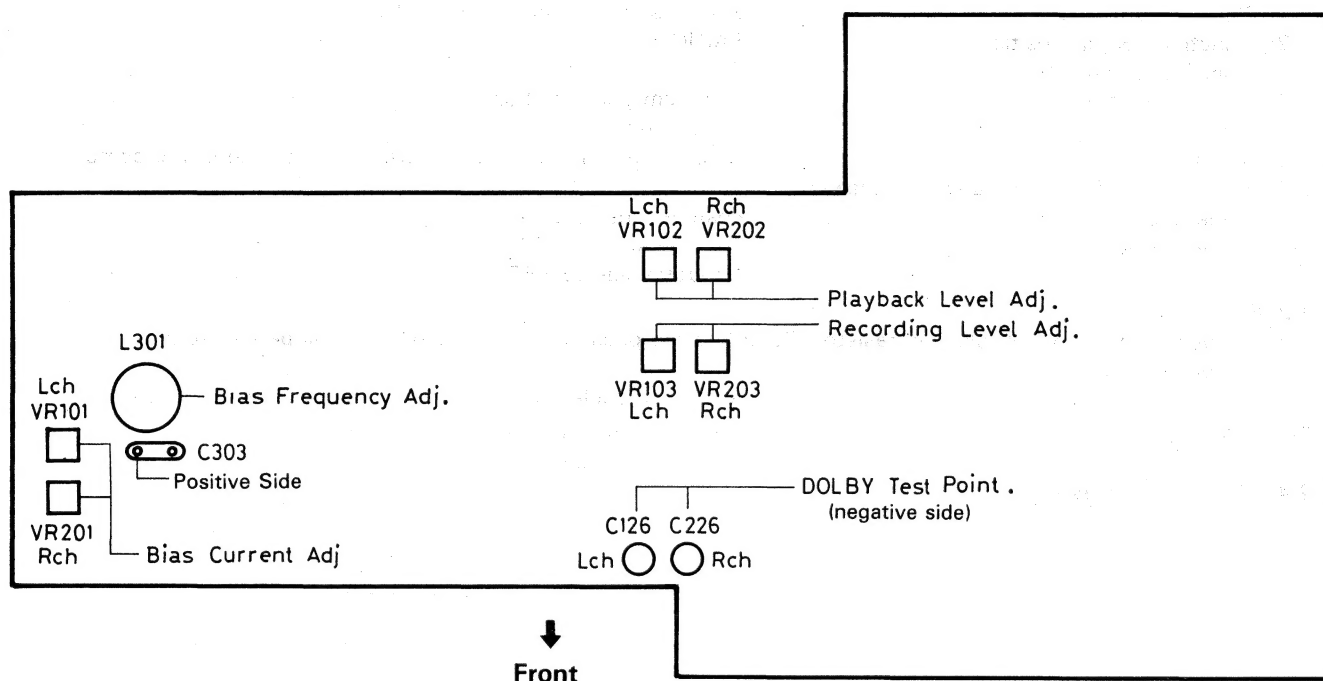 Lch Rch
VR102 VR202
Playback Level Adj.
Recording Level Adj.
VR103 VR203
Lch Rch
L301
Bias Frequency Adj.
Lch
VR101
C303
Positive Side
VR201
Rch
Bias Current Adj
DOLBY Test Point.
(negative side)
C126 C226
Lch Rch
Front